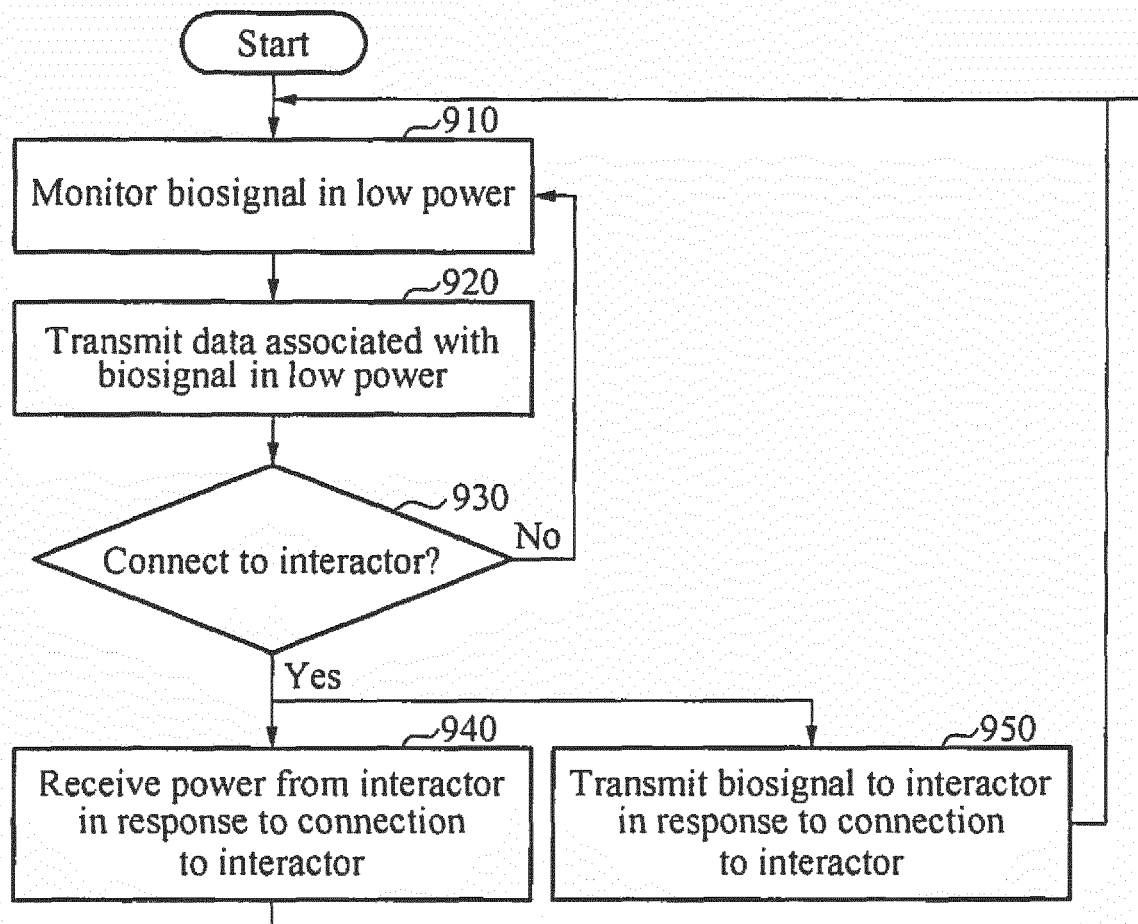 Start
910
Monitor biosignal in low power
920
Transmit data associated with
biosignal in low power
930
Connect to interactor?
No
Yes
940
Receive power from interactor
in response to connection
to interactor
950
Transmit biosignal to interactor
in response to connection
to interactor